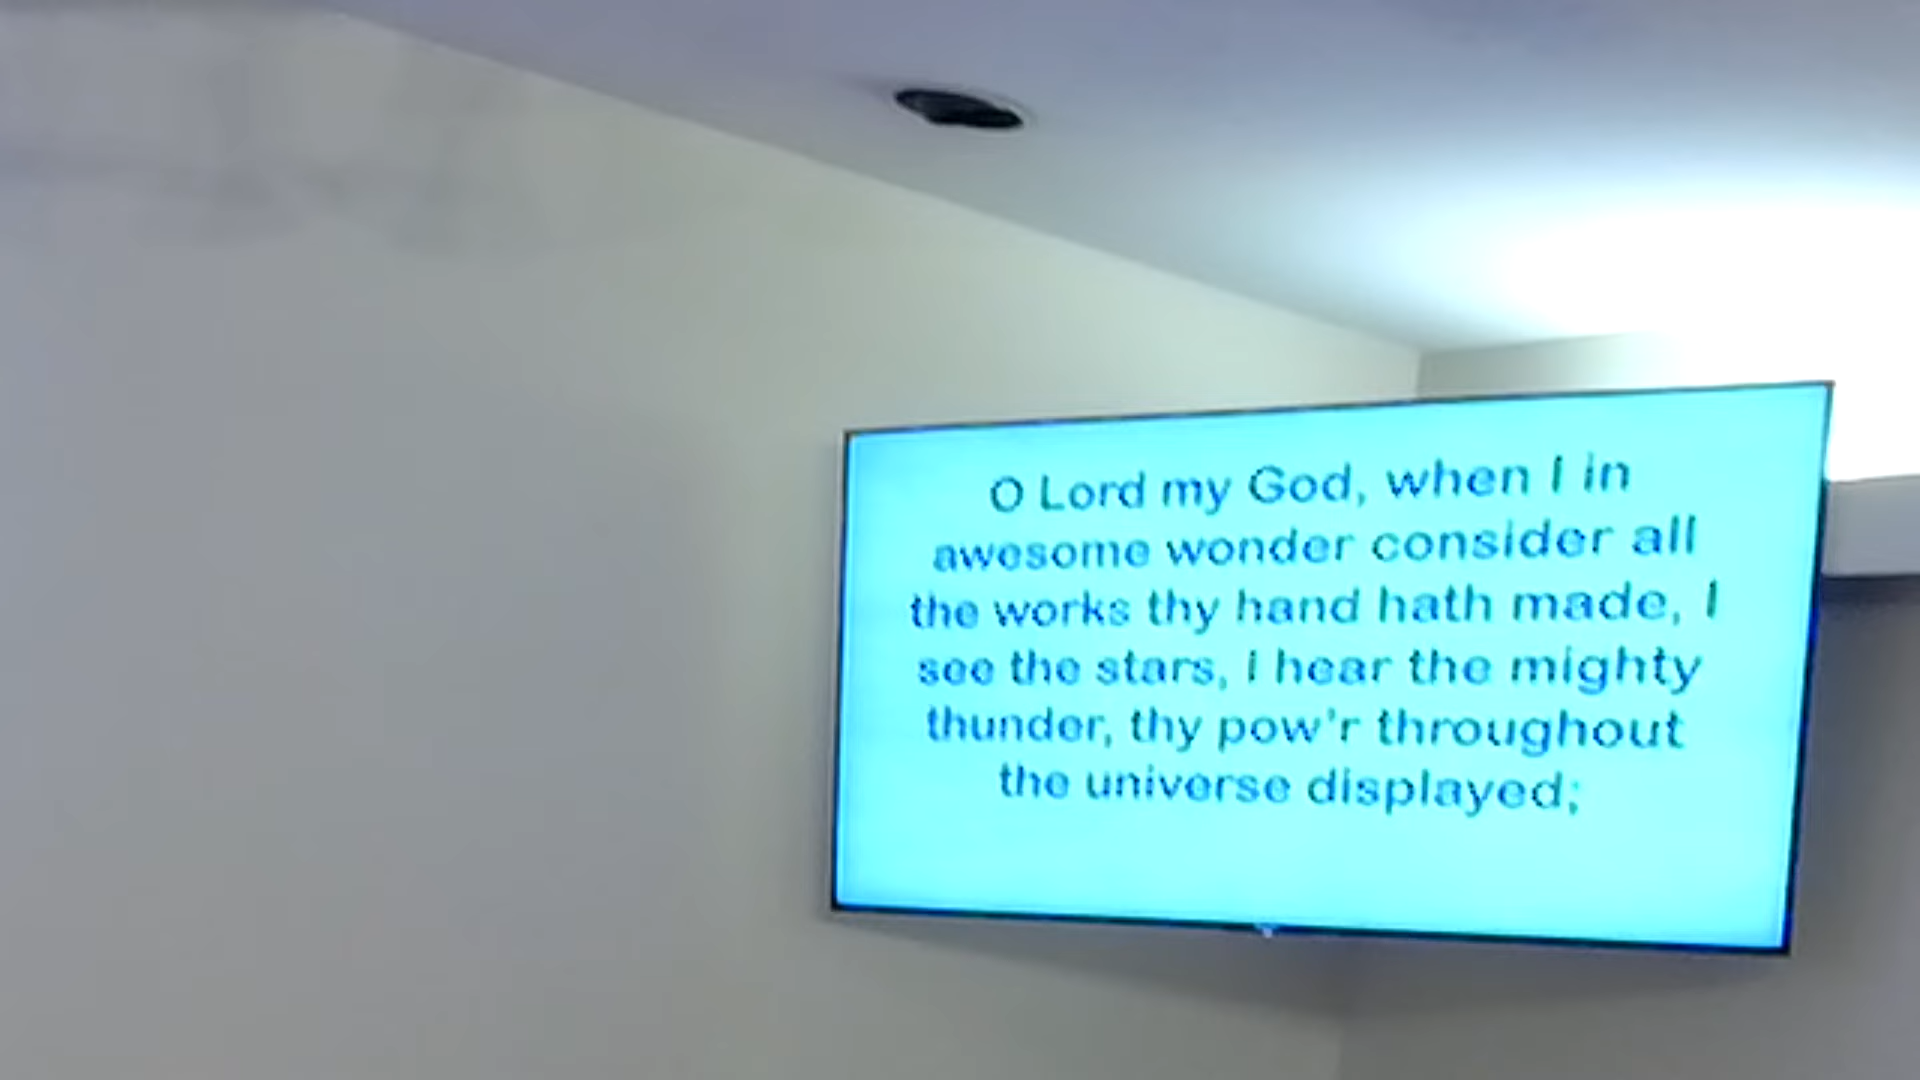 O Lord my God, when I in
awesome wonder consider all
the works thy hand hath made, I
see the stars, I hear the mighty
thunder, thy pow'r throughout
the universe displayed;